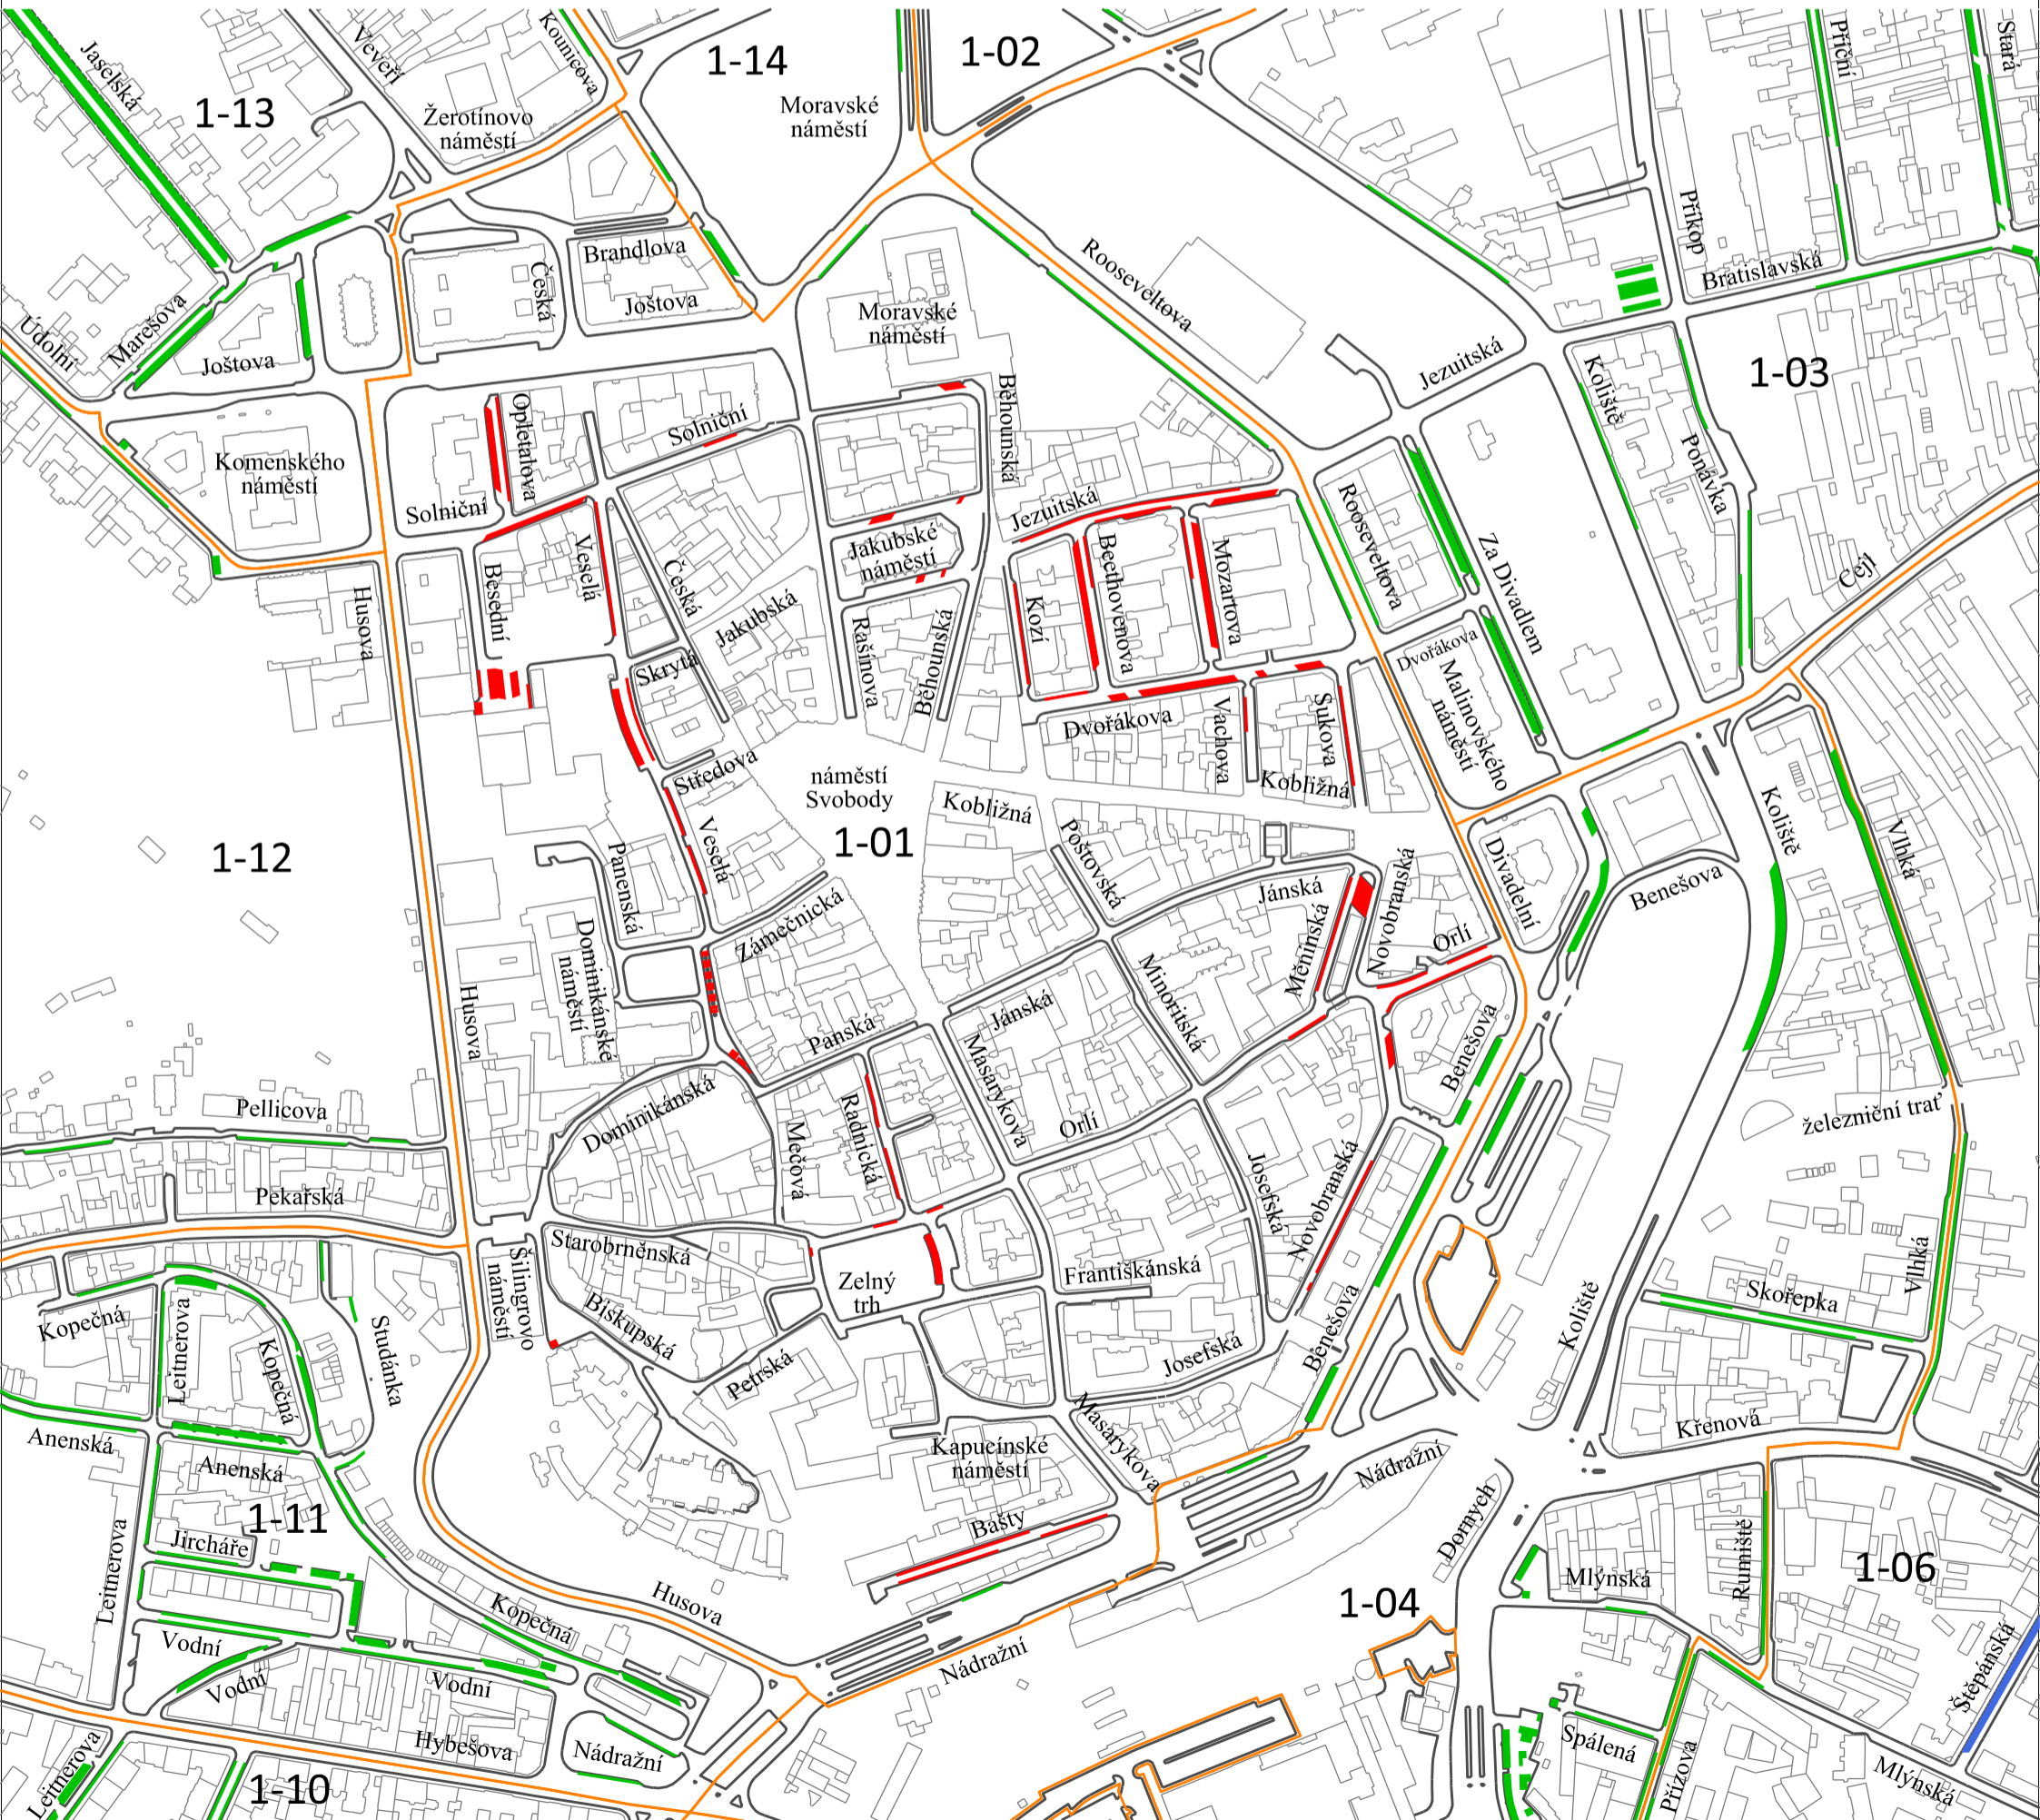 Jaselská
Veveří
Kounicova
1-14
1-02
Příční
Stará
1-13
Žerotínovo
náměstí
Moravské
náměstí
Příkop
Bratislavská
Brandlova
Česká
Joštova
Rooseveltova
Moravské
náměstí
Údolní
Marešova
Joštova
Jezuitská
Koliště
1-03
Opletalova
Solniční
Běhounská
Ponávka
Komenského
náměstí
Solniční
Jezuitská
Rooseveltova
Za Divadlem
Cejl
Jakubské
náměstí
Husova
Besední
Veselá
Česká
Jakubská
Kozí
Beethovenova
Mozartova
Rašínova
Běhounská
Skrytá
Dvořákova
Malinovského
náměstí
Dvořákova
Vachova
Sukova
Středova
náměstí
Svobody
Kobližná
Kobližná
Koliště
Vlhká
1-12
1-01
Veselá
Panenská
Poštovská
Divadelní
Benešova
Jánská
Novobranská
Měnínská
Orlí
Zámečnická
Dominikánské
náměstí
Minoritská
Husova
Jánská
Panská
Masarykova
Benešova
Pellicova
Dominikánská
Mečová
Radnická
Orlí
železniční trať
Pekařská
Josefská
Novobranská
Starobrněnská
Šilingrovo
náměstí
Zelný
trh
Františkánská
Vlhká
Skořepka
Koliště
Kopečná
Leitnerova
Kopečná
Studánka
Biskupská
Petrská
Josefská
Benešova
Masarykova
Křenová
Anenská
Anenská
Kapucínské
náměstí
Nádražní
Dornych
1-11
Jircháře
Bašty
Leitnerova
Rumiště
Mlýnská
1-06
1-04
Husova
Kopečná
Vodní
Vodní
Vodní
Nádražní
Štěpánská
Hybešova
Nádražní
Spálená
Přízova
Mlýnská
Leitnerova
1-10